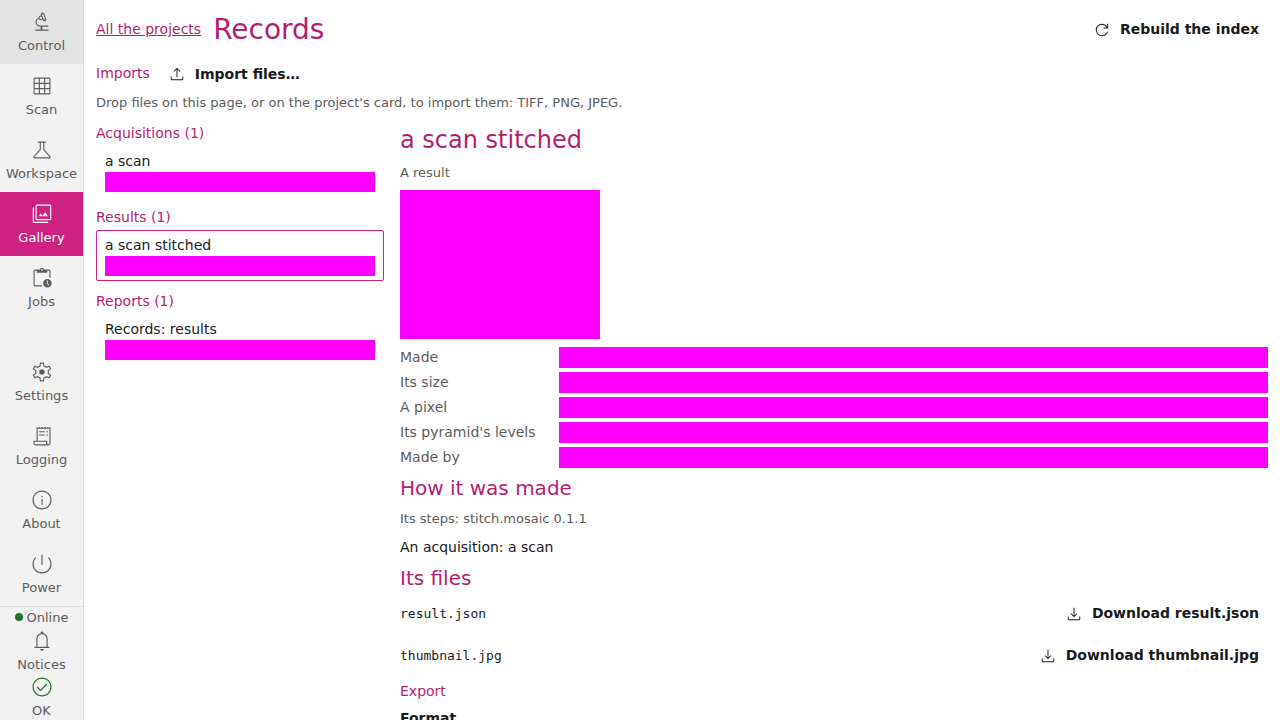 Control
Scan
Workspace
Gallery
Jobs
Settings
Logging
About
Power
Online
Notices
OK
All the projects Records
Rebuild the index
Imports Import files…
Drop files on this page, or on the project's card, to import them: TIFF, PNG, JPEG.
Acquisitions (1)
a scan
Results (1)
a scan stitched
Reports (1)
Records: results
a scan stitched
A result
Made
Its size
A pixel
Its pyramid's levels
Made by
How it was made
Its steps: stitch.mosaic 0.1.1
An acquisition: a scan
Its files
result.json Download result.json
thumbnail.jpg Download thumbnail.jpg
Export
Format